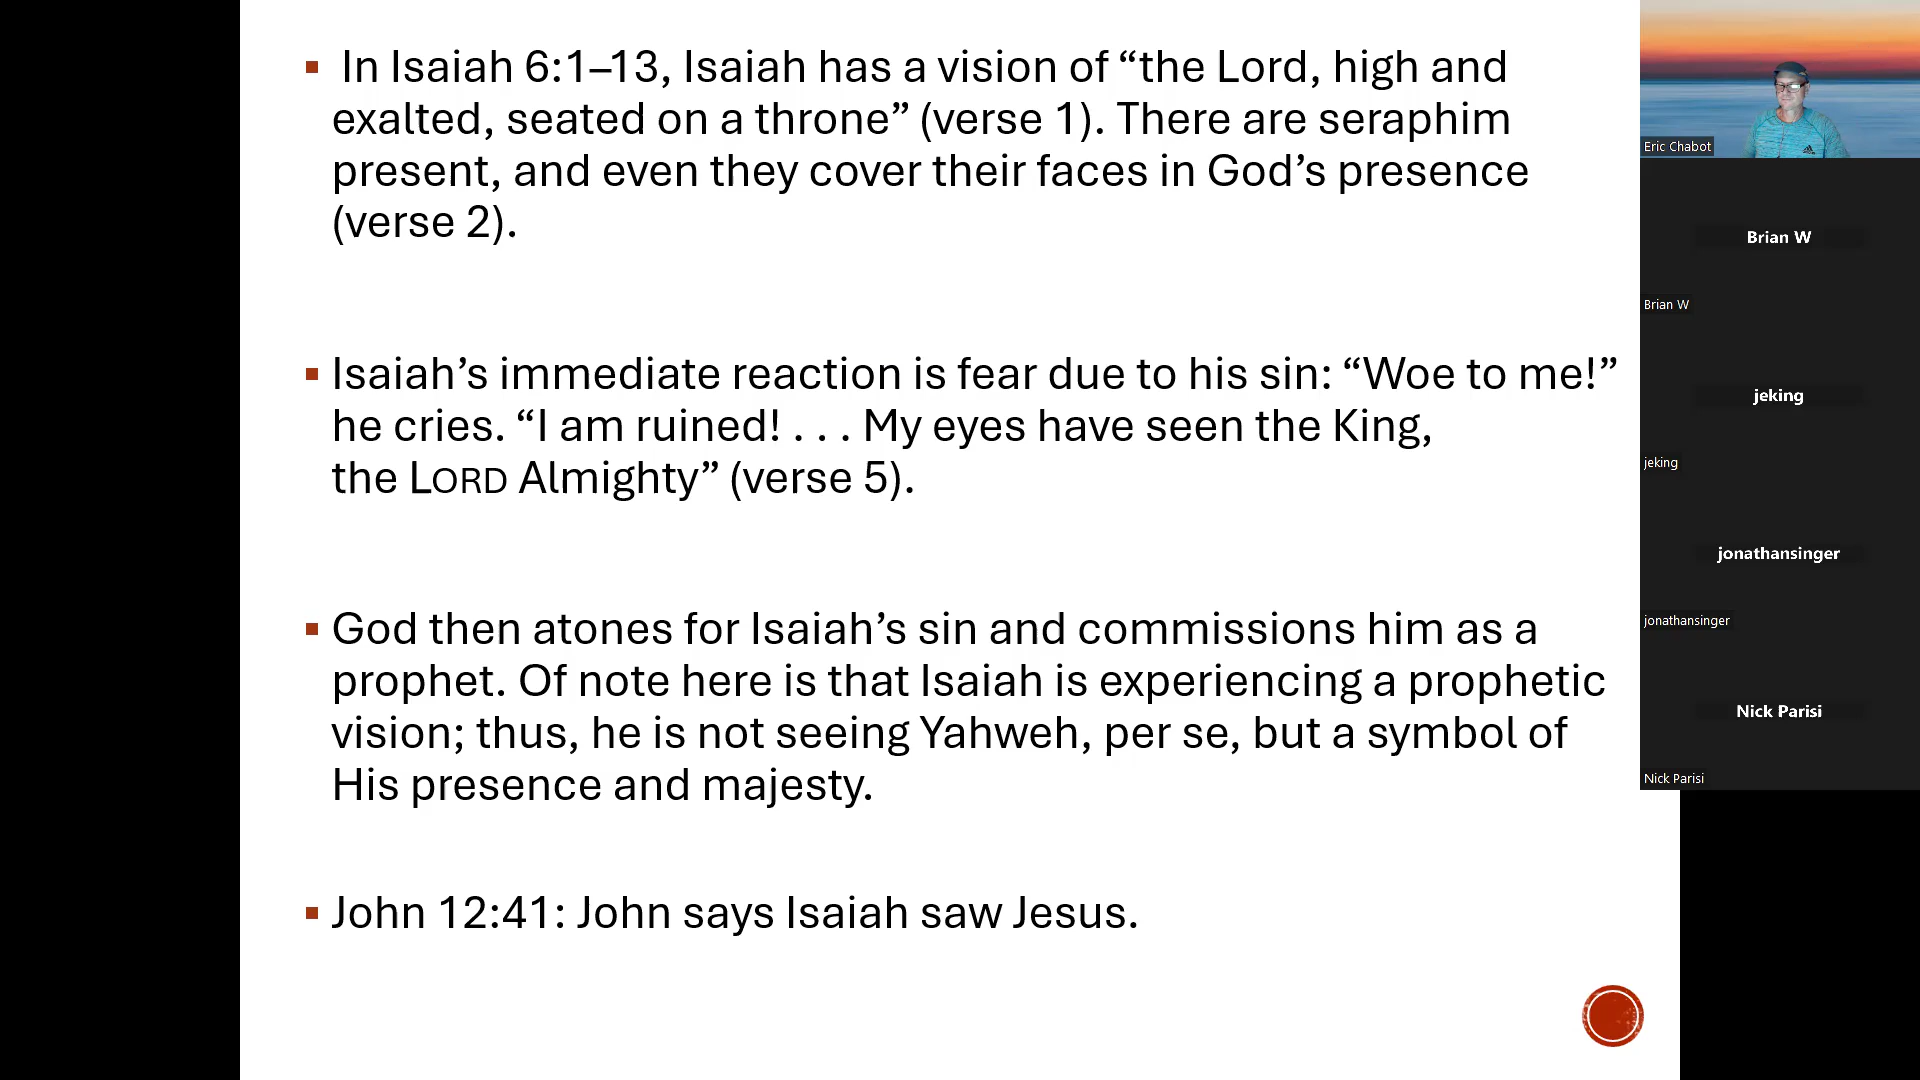 In Isaiah 6:1–13, Isaiah has a vision of “the Lord, high and
exalted, seated on a throne” (verse 1). There are seraphim
present, and even they cover their faces in God’s presence
(verse 2).
Isaiah’s immediate reaction is fear due to his sin: “Woe to me!”
he cries. “I am ruined! . . . My eyes have seen the King,
the LORD Almighty” (verse 5).
God then atones for Isaiah’s sin and commissions him as a
prophet. Of note here is that Isaiah is experiencing a prophetic
vision; thus, he is not seeing Yahweh, per se, but a symbol of
His presence and majesty.
John 12:41: John says Isaiah saw Jesus.
Eric Chabot
Brian W
Brian W
jeking
jeking
jonathansinger
jonathansinger
Nick Parisi
Nick Parisi